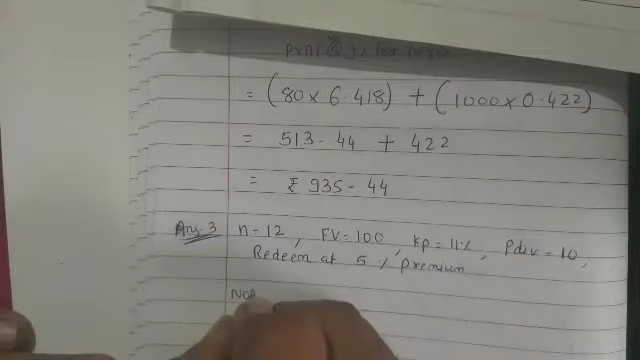 = (80 x 6.418) + (1000 x 0.422)
= 513.44 + 422
= ₹ 935.44
Ans.3 n=12, FV=100, Kp=11%, Pdiv=10,
Redeem at 5% premium